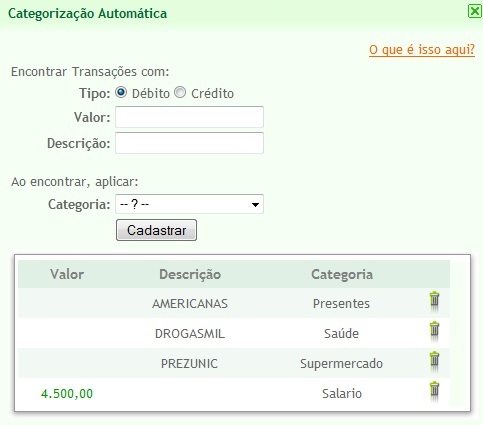 Categorização Automática
O que é isso aqui?
Encontrar Transações com:
Tipo: Débito Crédito
Valor:
Descrição:
Ao encontrar, aplicar:
Categoria: -- ? --
Cadastrar
Valor Descrição Categoria
AMERICANAS Presentes
DROGASMIL Saúde
PREZUNIC Supermercado
4.500,00 Salario